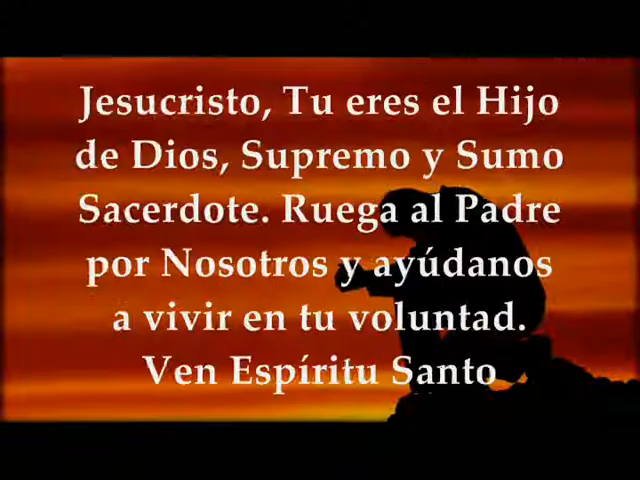 Jesucristo, Tu eres el Hijo
de Dios, Supremo y Sumo
Sacerdote. Ruega al Padre
por Nosotros y ayúdanos
a vivir en tu voluntad.
Ven Espíritu Santo